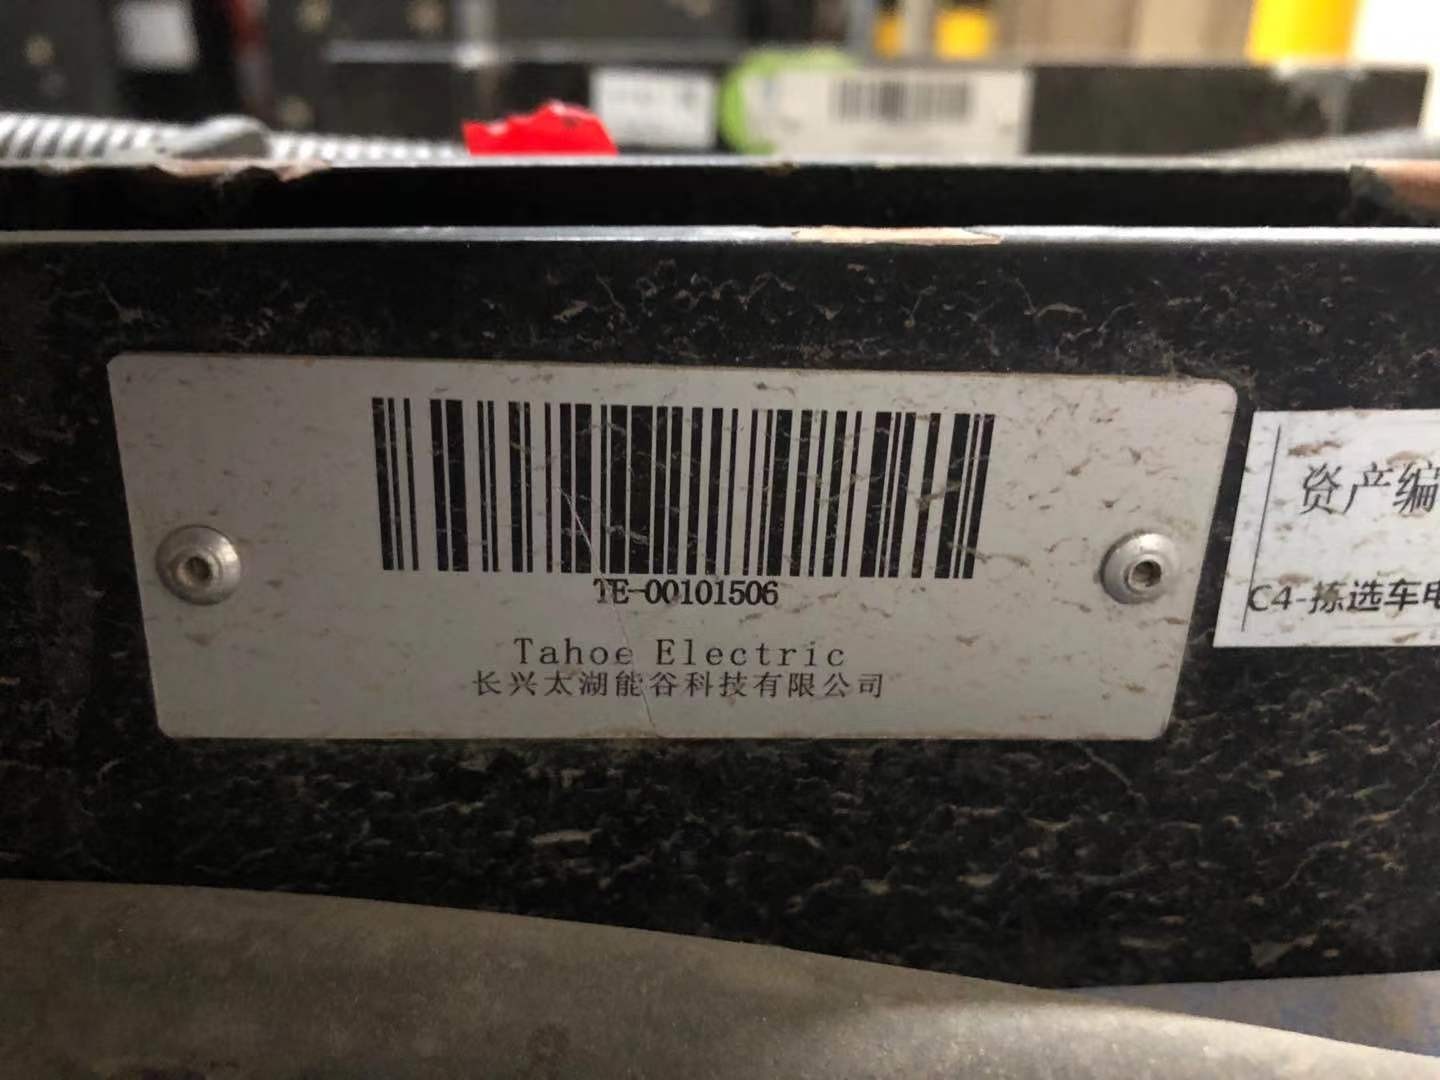 TE-00101506
Tahoe Electric
长兴太湖能谷科技有限公司
资产编
C4-拣选车电